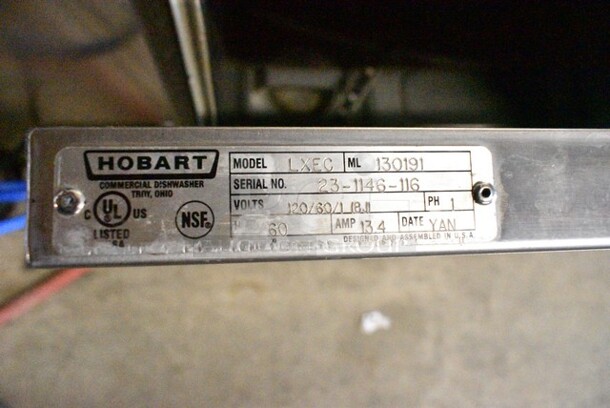 HOBART
COMMERCIAL DISHWASHER
TROY, OHIO
C UL US
LISTED
NSF
MODEL LXEC ML 130191
SERIAL NO. 23-1146-116
VOLTS 120/60/1 PH 1
60 AMP 13.4 DATE YAN
DESIGNED AND ASSEMBLED IN U.S.A.